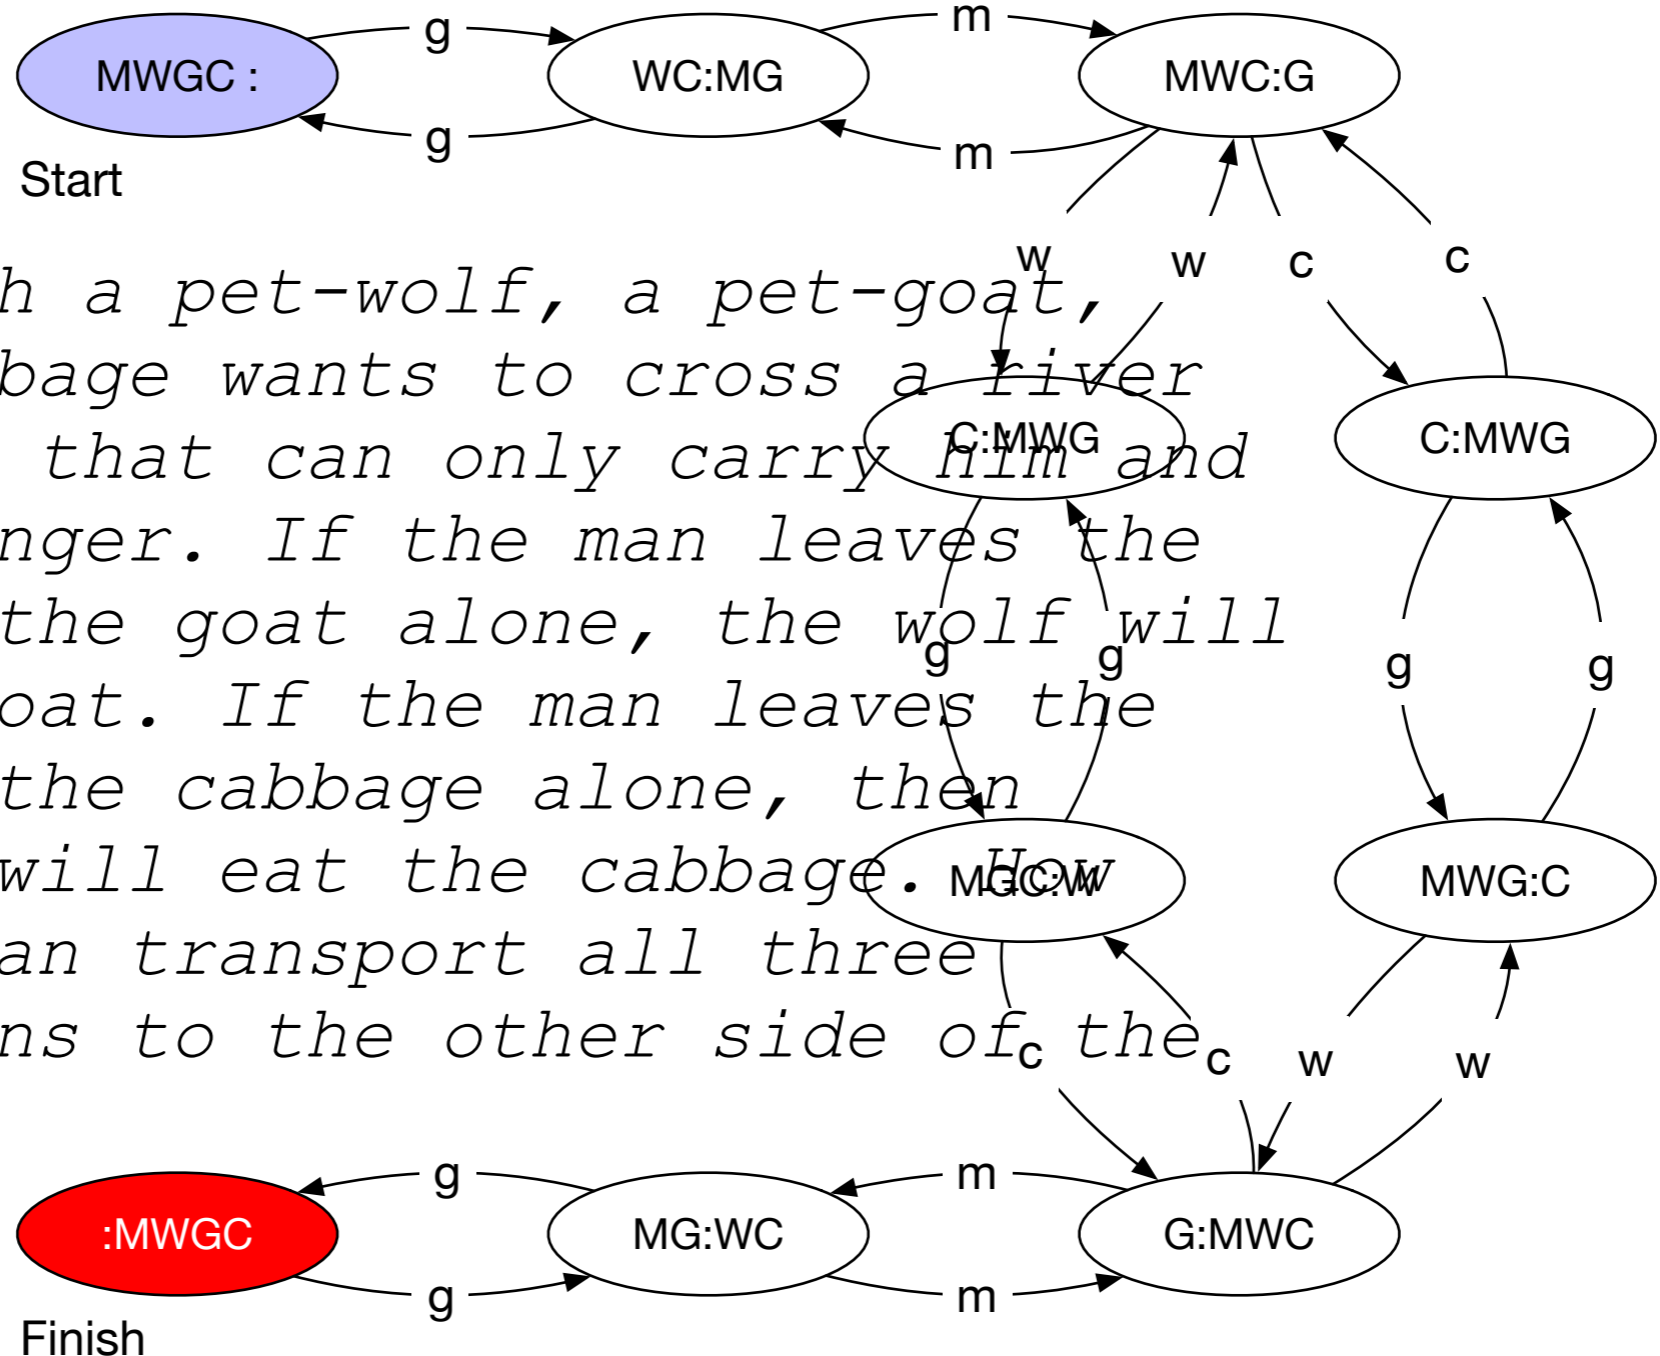 g m
MWGC : WC:MG MWC:G
g m
Start
w w c c
h a pet-wolf, a pet-goat,
bage wants to cross a river
C:MWG C:MWG
that can only carry him and
nger. If the man leaves the
the goat alone, the wolf will
g g g g
oat. If the man leaves the
the cabbage alone, then
will eat the cabbage. How
MGC:W MWG:C
an transport all three
ns to the other side of the
c c w w
g m
:MWGC MG:WC G:MWC
g m
Finish